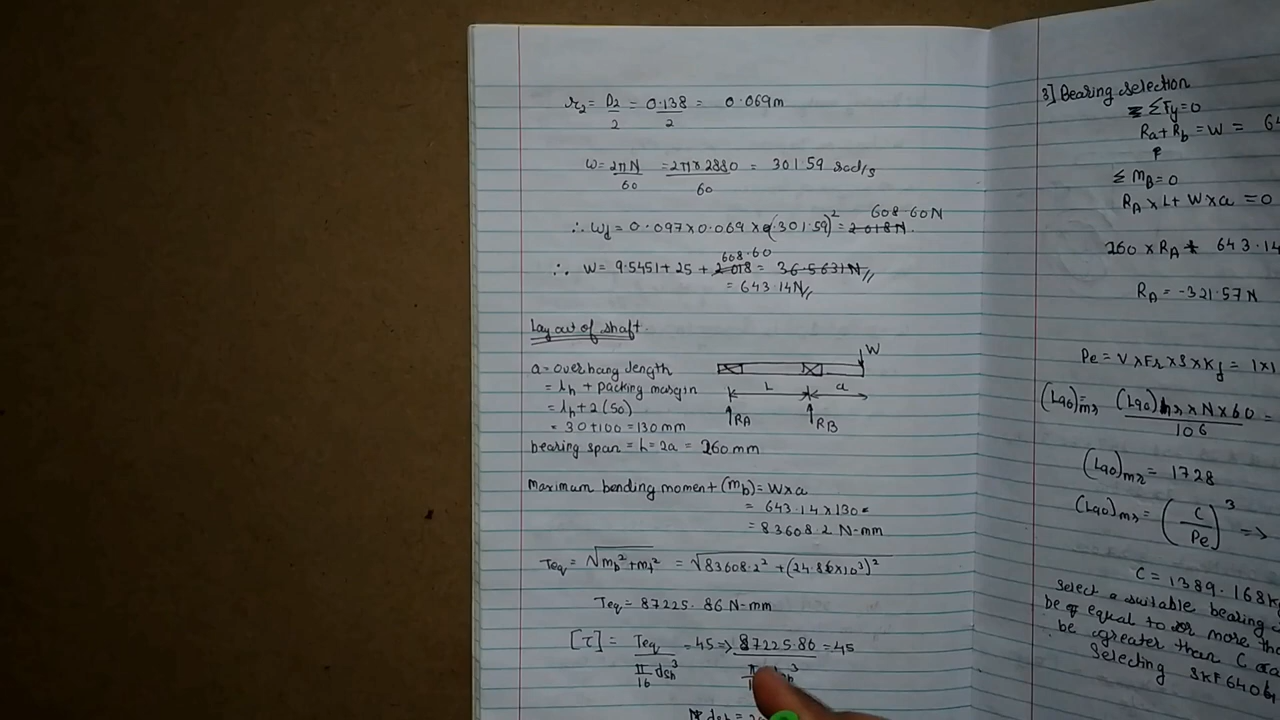 r₂ = D₂/2 = 0.138/2 = 0.069m
ω = 2πN/60 = 2π×2880/60 = 301.59 rad/s
608.60N
∴ Wd = 0.097×0.069×(301.59)² = 2018N.
608.60
∴ W = 9.5451+25+2018 = 36.5631N//
= 643.14N//
Lay out of shaft.
a = overhang length
= lh + packing margin
= lh + 2(50)
= 30+100 = 130mm
bearing span = L = 2a = 260mm
W
L a
RA RB
maximum bending moment (mb) = W×a
= 643.14×130
= 83608.2 N-mm
Teq = √mb²+mt² = √83608.2²+(24.86×10³)²
Teq = 87225.86 N-mm
[τ] = Teq / π/16 dsh³ = 45 => 87225.86 = 45
3] Bearing selection
ΣFy=0
Ra+Rb = W =
ΣmB=0
RA×L+W×a = 0
260×RA + 643.14
RA = -321.57N
Pe = V×Fr×S×Kf = 1×1
(L90)mr = (L90)hr×N×60/10⁶ =
(L90)mr = 1728
(L90)mr = (C/Pe)³ =>
C = 1389.168
Select a suitable bearing
be equal to or more
be greater than C
Selecting SKF